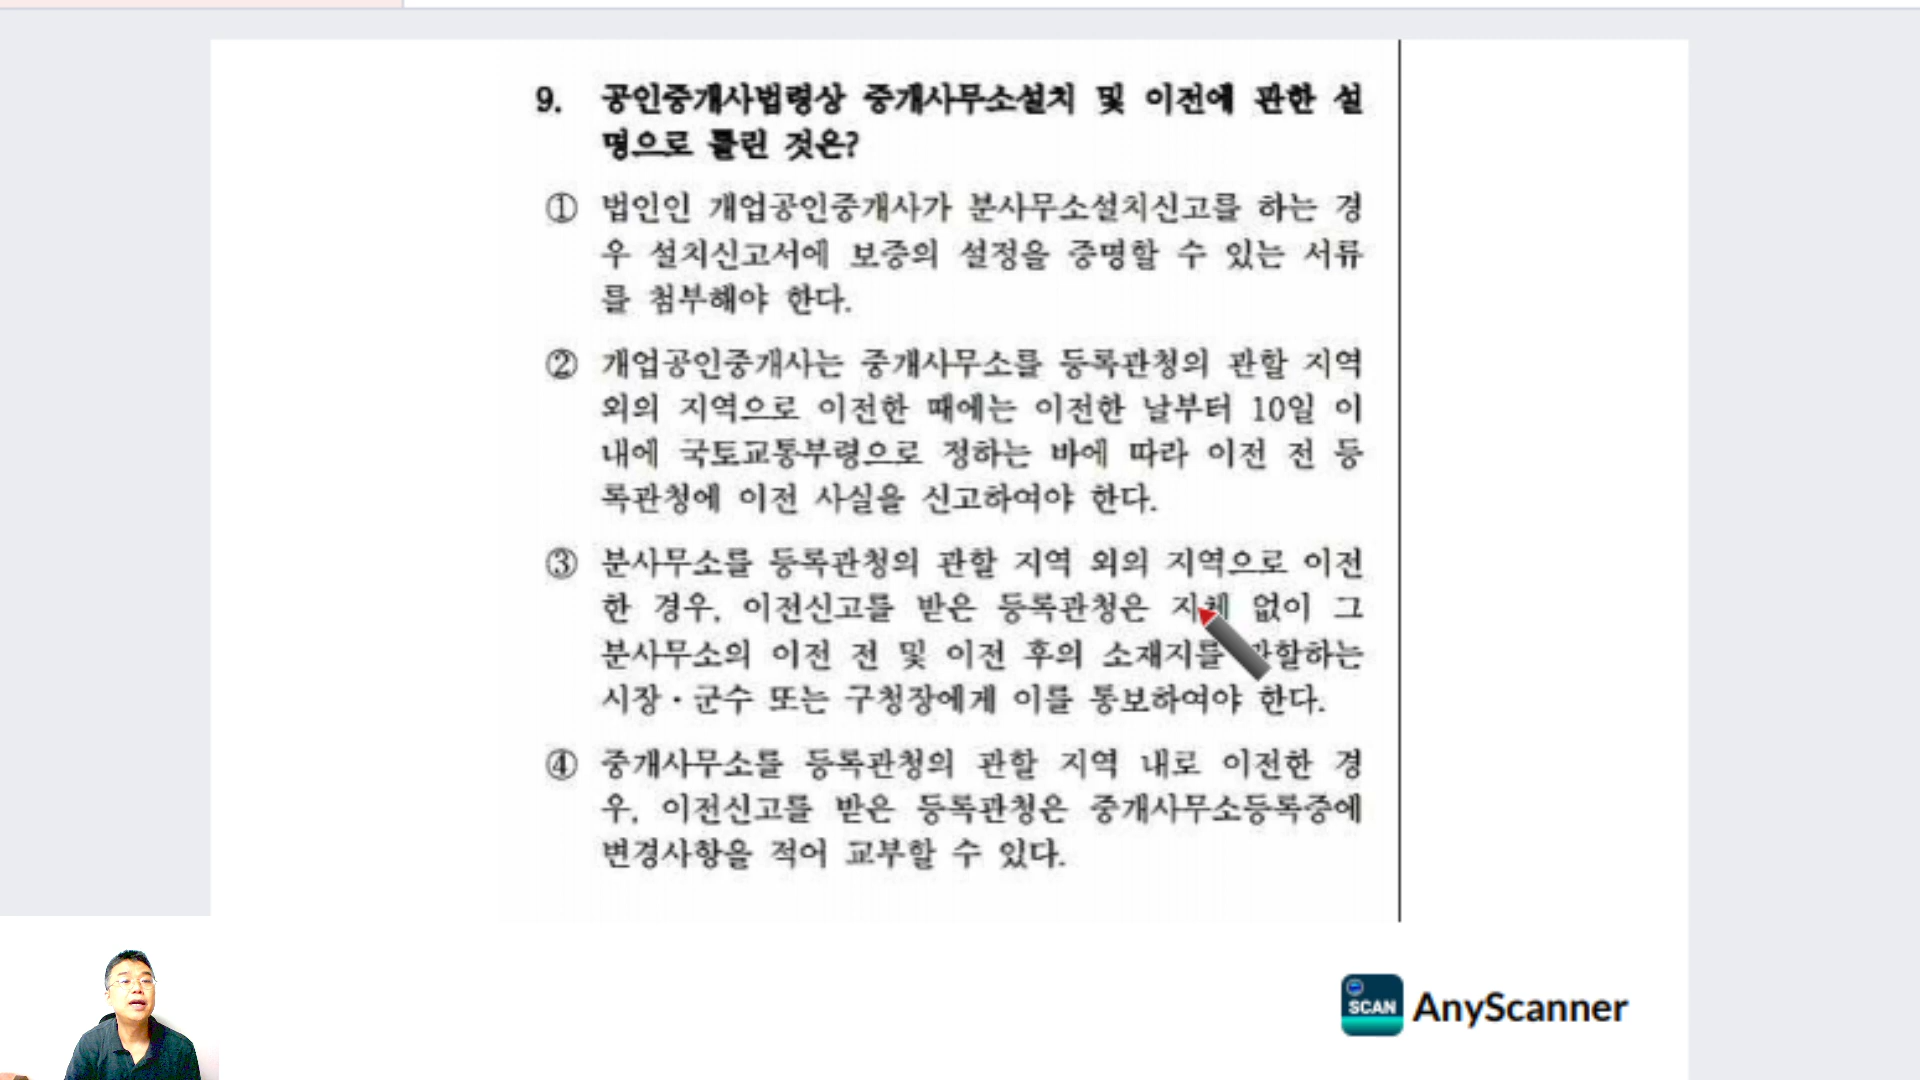 9. 공인중개사법령상 중개사무소설치 및 이전에 관한 설
명으로 틀린 것은?
① 법인인 개업공인중개사가 분사무소설치신고를 하는 경
우 설치신고서에 보증의 설정을 증명할 수 있는 서류
를 첨부해야 한다.
② 개업공인중개사는 중개사무소를 등록관청의 관할 지역
외의 지역으로 이전한 때에는 이전한 날부터 10일 이
내에 국토교통부령으로 정하는 바에 따라 이전 전 등
록관청에 이전 사실을 신고하여야 한다.
③ 분사무소를 등록관청의 관할 지역 외의 지역으로 이전
한 경우, 이전신고를 받은 등록관청은 지체 없이 그
분사무소의 이전 전 및 이전 후의 소재지를 관할하는
시장·군수 또는 구청장에게 이를 통보하여야 한다.
④ 중개사무소를 등록관청의 관할 지역 내로 이전한 경
우, 이전신고를 받은 등록관청은 중개사무소등록증에
변경사항을 적어 교부할 수 있다.
SCAN AnyScanner